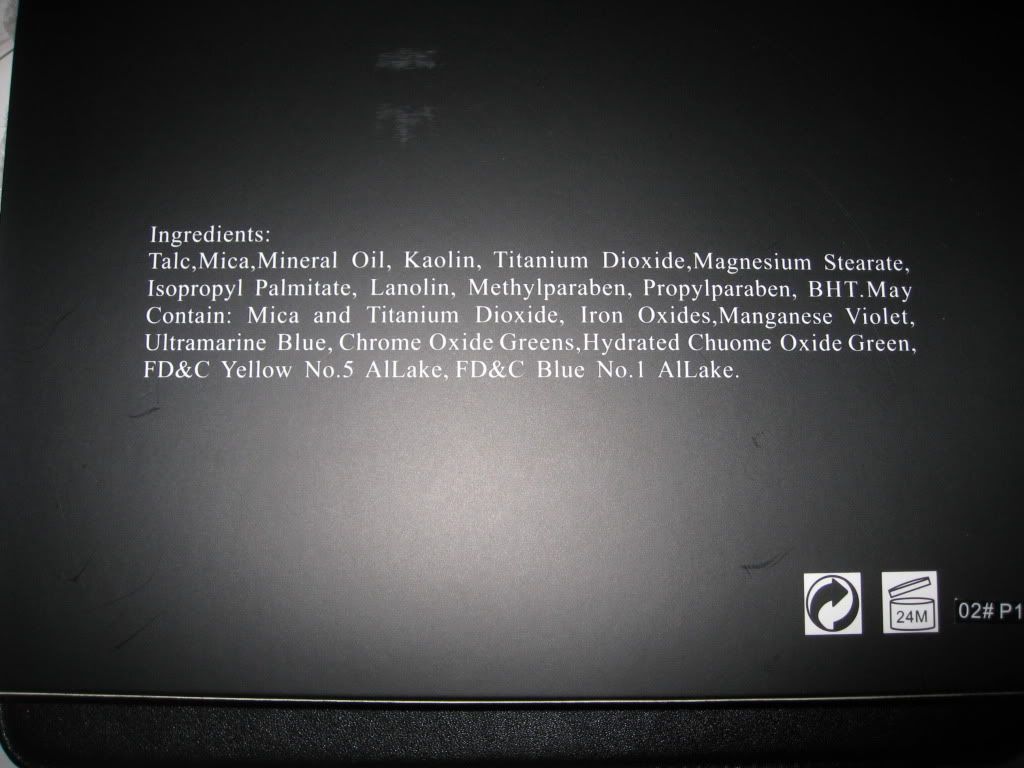 Ingredients:
Talc,Mica,Mineral Oil, Kaolin, Titanium Dioxide,Magnesium Stearate,
Isopropyl Palmitate, Lanolin, Methylparaben, Propylparaben, BHT.May
Contain: Mica and Titanium Dioxide, Iron Oxides,Manganese Violet,
Ultramarine Blue, Chrome Oxide Greens,Hydrated Chuome Oxide Green,
FD&C Yellow No.5 AlLake, FD&C Blue No.1 AlLake.
24M
02# P1